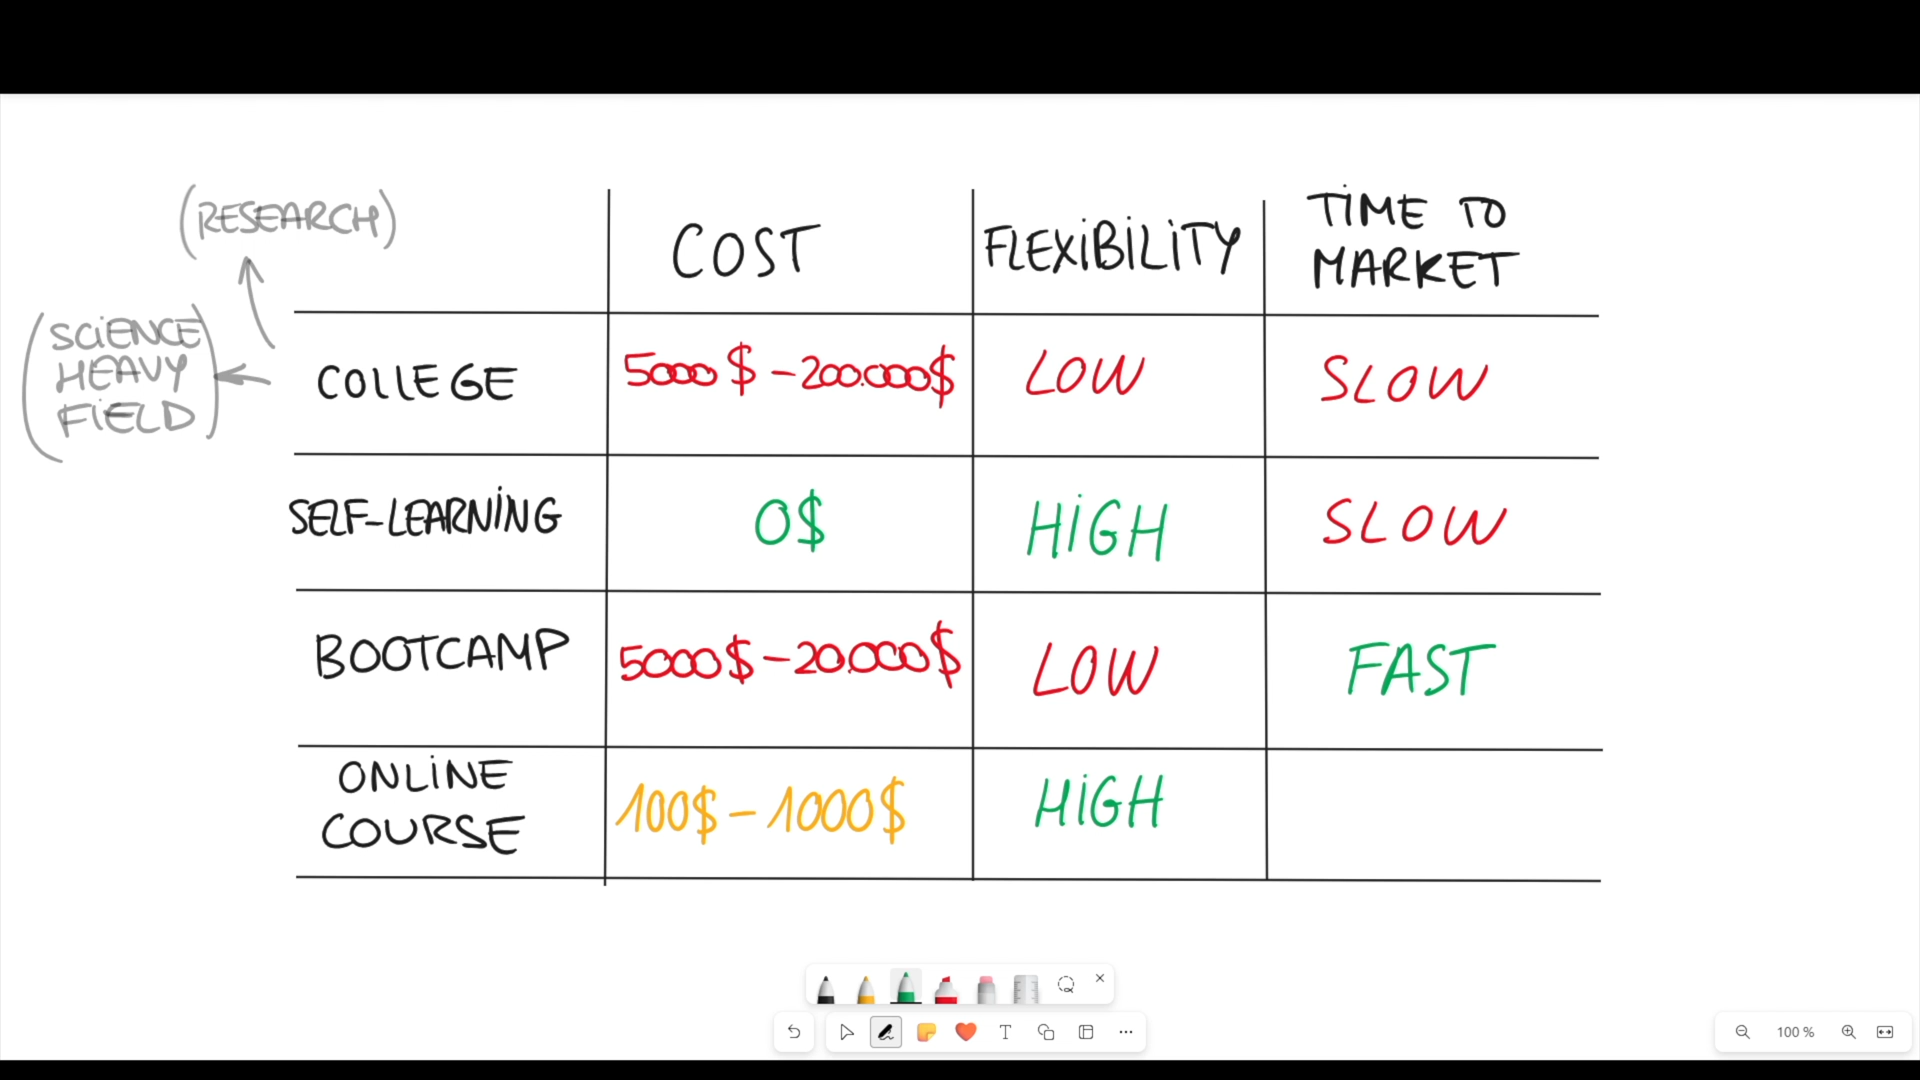 (RESEARCH)
(SCIENCE
HEAVY
FIELD)
COST
FLEXIBILITY
TIME TO
MARKET
COLLEGE
5000$ - 200.000$
LOW
SLOW
SELF-LEARNING
0$
HIGH
SLOW
BOOTCAMP
5000$ - 20.000$
LOW
FAST
ONLINE
COURSE
100$ - 1000$
HIGH
100 %